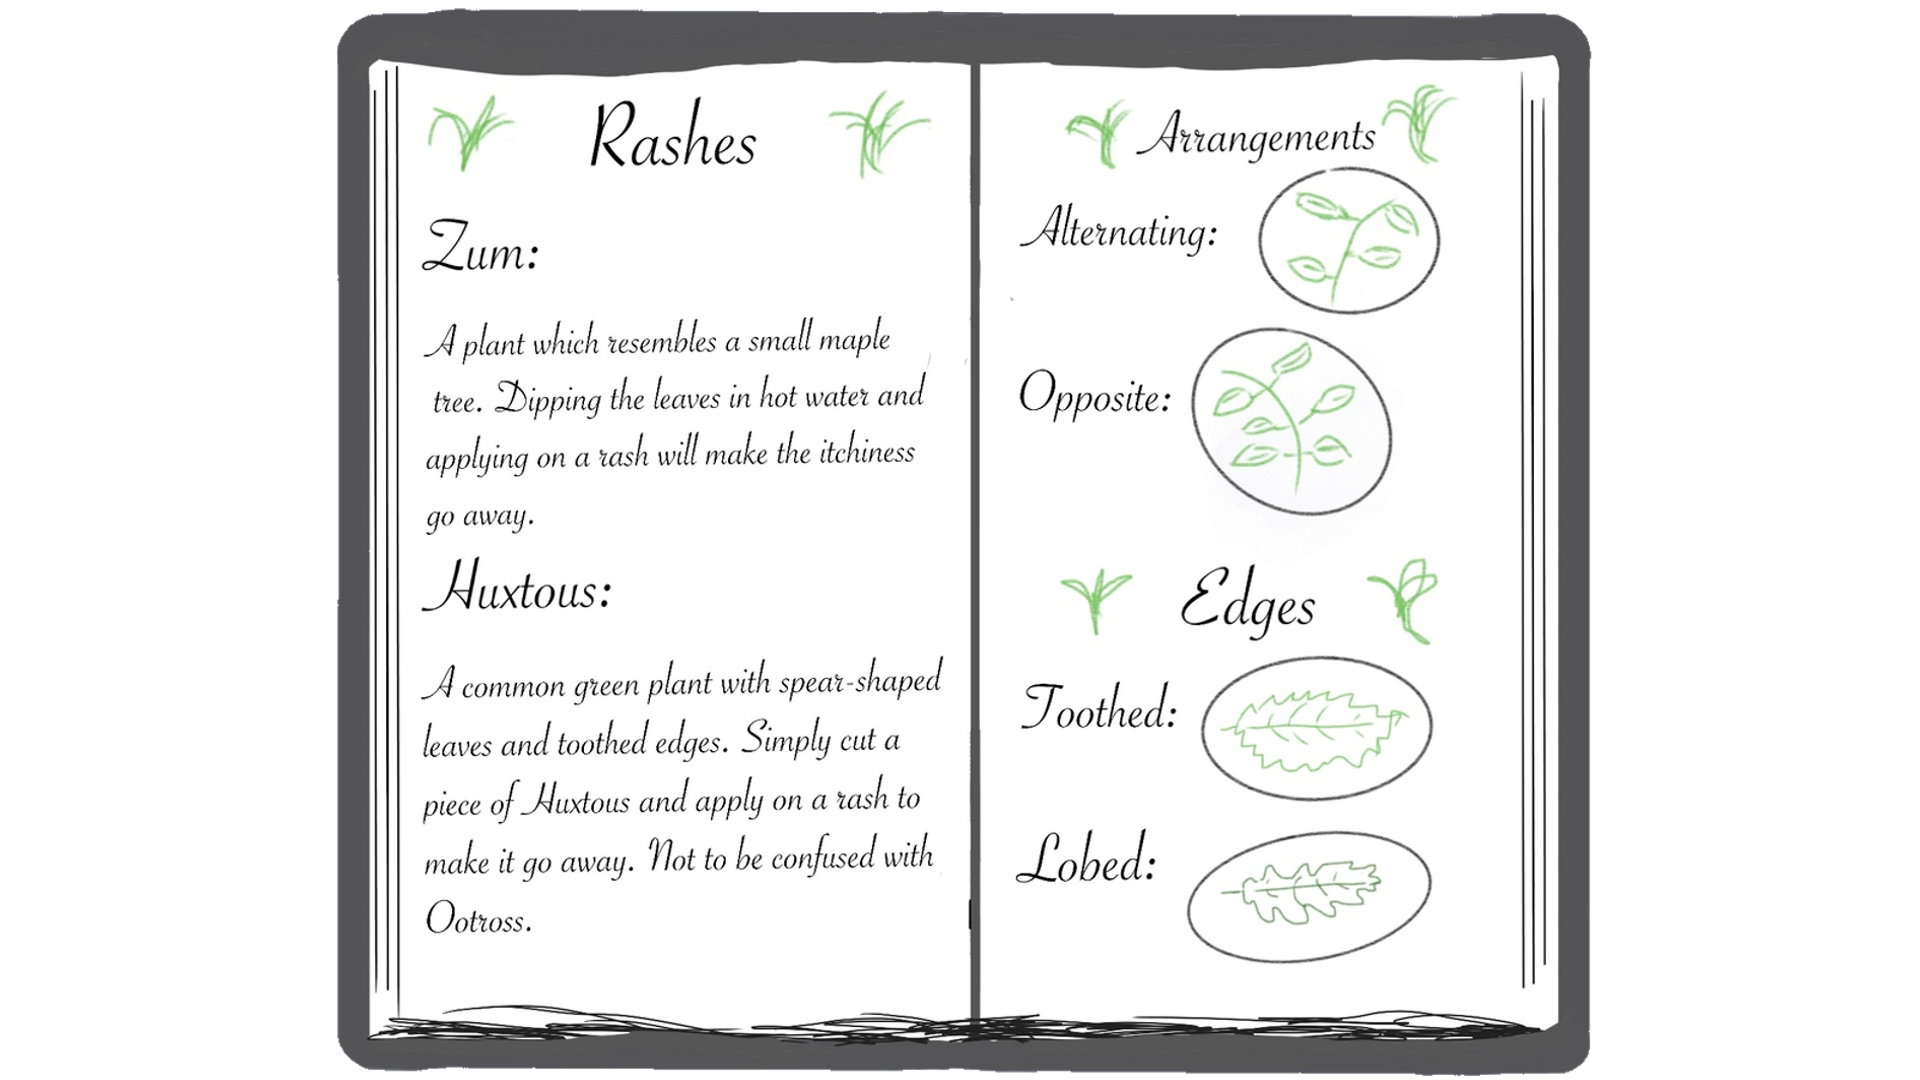 Rashes
Zum:
A plant which resembles a small maple
tree. Dipping the leaves in hot water and
applying on a rash will make the itchiness
go away.
Huxtous:
A common green plant with spear-shaped
leaves and toothed edges. Simply cut a
piece of Huxtous and apply on a rash to
make it go away. Not to be confused with
Ootross.
Arrangements
Alternating:
Opposite:
Edges
Toothed:
Lobed: